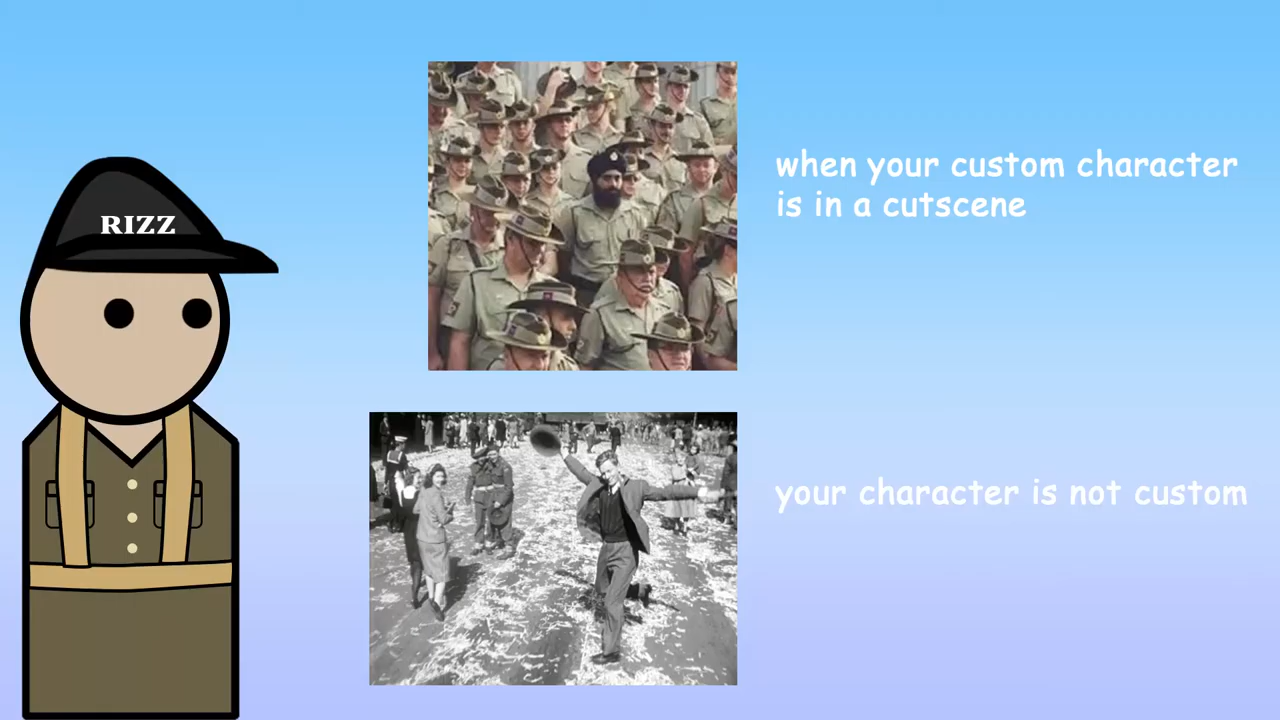 RIZZ
when your custom character
is in a cutscene
your character is not custom